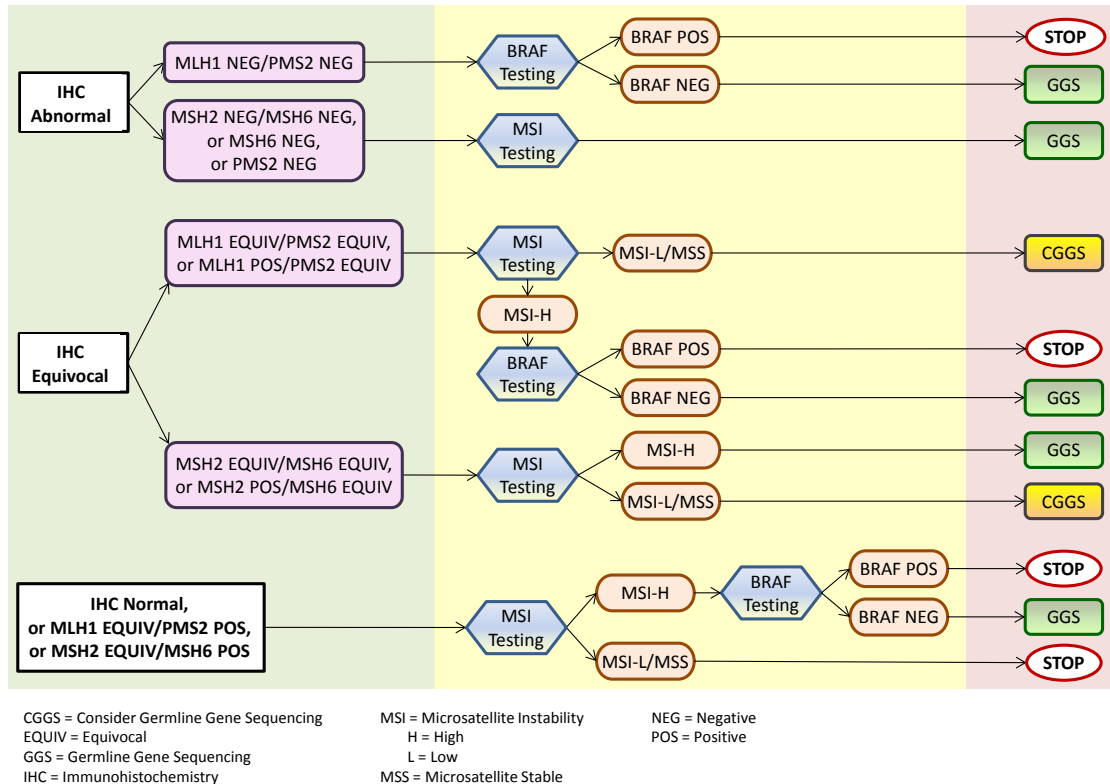 IHC
Abnormal
MLH1 NEG/PMS2 NEG
BRAF
Testing
BRAF POS
STOP
BRAF NEG
GGS
MSH2 NEG/MSH6 NEG,
or MSH6 NEG,
or PMS2 NEG
MSI
Testing
GGS
IHC
Equivocal
MLH1 EQUIV/PMS2 EQUIV,
or MLH1 POS/PMS2 EQUIV
MSI
Testing
MSI-L/MSS
CGGS
MSI-H
BRAF
Testing
BRAF POS
STOP
BRAF NEG
GGS
MSH2 EQUIV/MSH6 EQUIV,
or MSH2 POS/MSH6 EQUIV
MSI
Testing
MSI-H
GGS
MSI-L/MSS
CGGS
IHC Normal,
or MLH1 EQUIV/PMS2 POS,
or MSH2 EQUIV/MSH6 POS
MSI
Testing
MSI-H
BRAF
Testing
BRAF POS
STOP
BRAF NEG
GGS
MSI-L/MSS
STOP
CGGS = Consider Germline Gene Sequencing
EQUIV = Equivocal
GGS = Germline Gene Sequencing
IHC = Immunohistochemistry
MSI = Microsatellite Instability
H = High
L = Low
MSS = Microsatellite Stable
NEG = Negative
POS = Positive